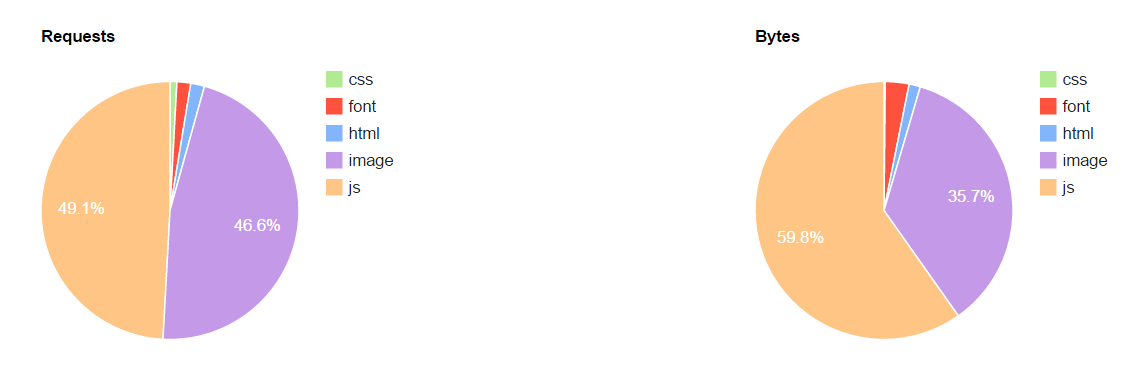 Requests
css
font
html
image
js
49.1%
46.6%
Bytes
css
font
html
image
js
35.7%
59.8%